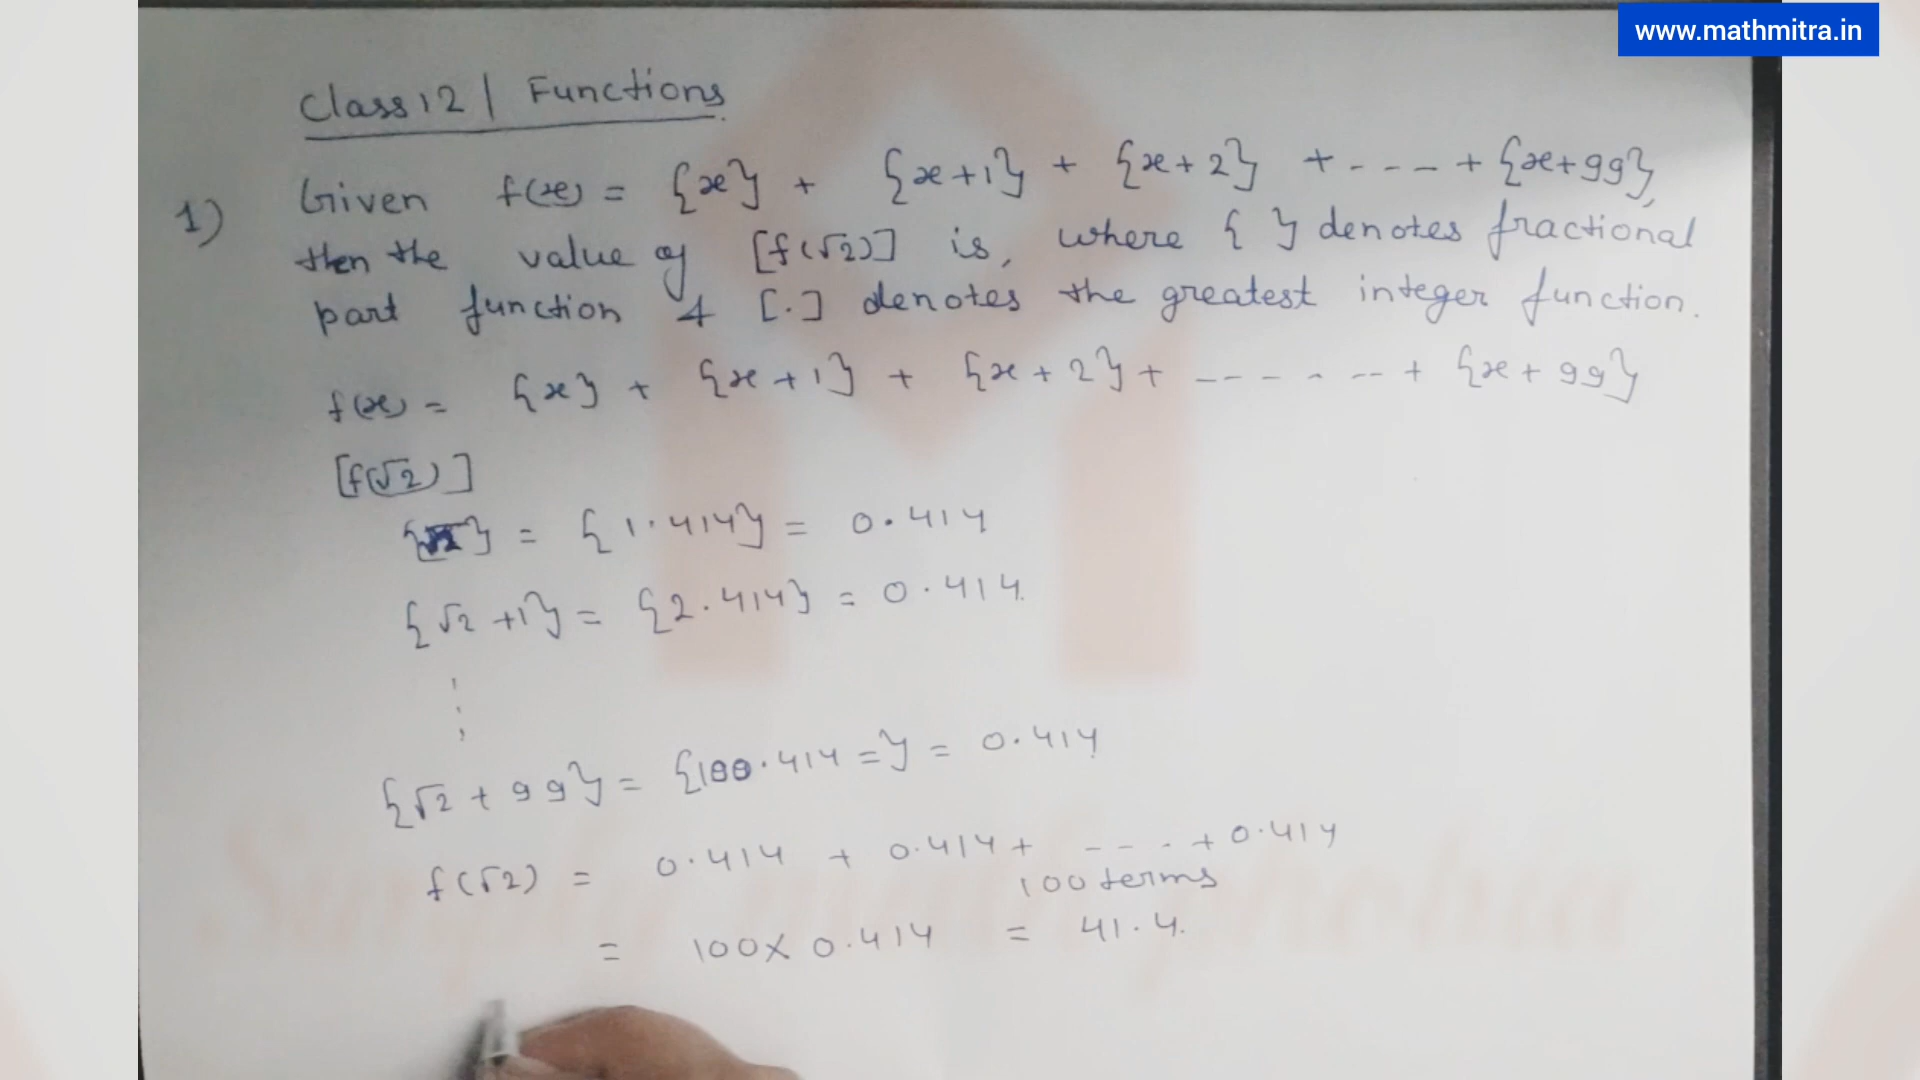 www.mathmitra.in
Class 12 | Functions
1) Given f(x) = {x} + {x+1} + {x+2} + - - - - + {x+99},
then the value of [f(√2)] is, where { } denotes fractional
part function & [.] denotes the greatest integer function.
f(x) = {x} + {x+1} + {x+2} + - - - - - - - + {x+99}
[f(√2)]
{√2} = {1.414} = 0.414
{√2+1} = {2.414} = 0.414
{√2+99} = {100.414 =} = 0.414
f(√2) = 0.414 + 0.414 + - - - - + 0.414
100 terms
= 100 x 0.414 = 41.4.